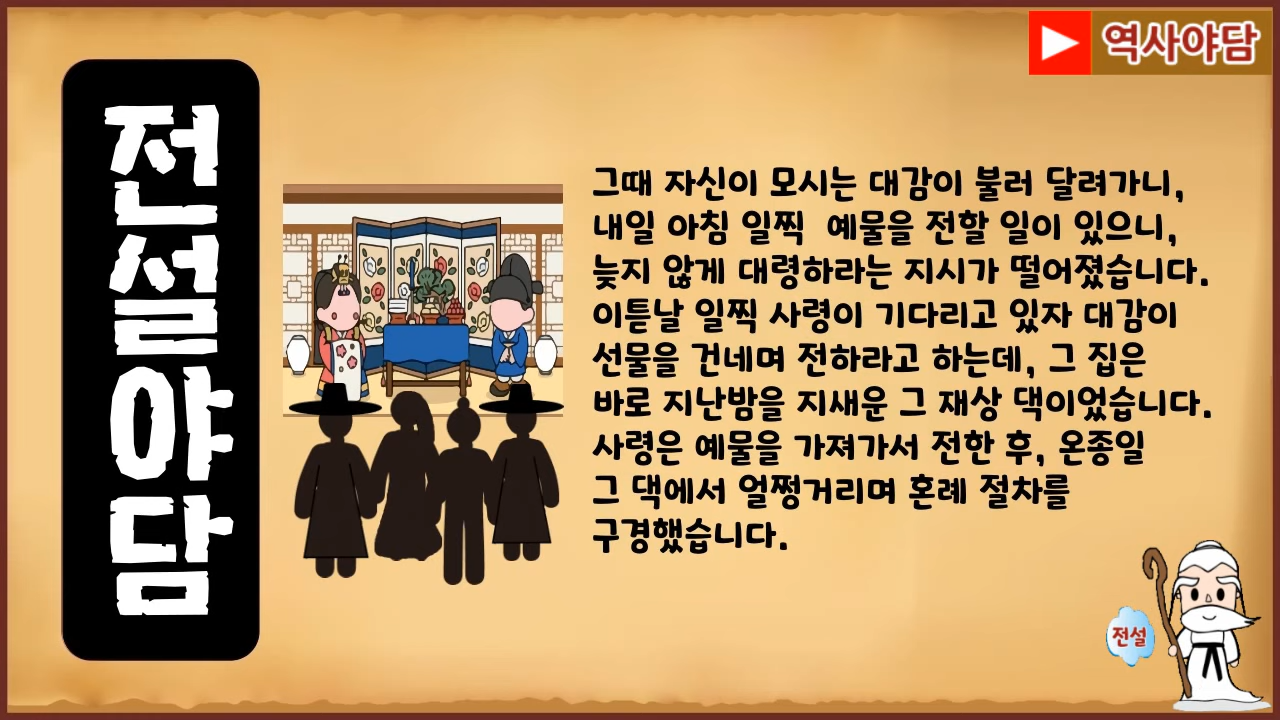 역사야담
전설야담
그때 자신이 모시는 대감이 불러 달려가니,
내일 아침 일찍 예물을 전할 일이 있으니,
늦지 않게 대령하라는 지시가 떨어졌습니다.
이튿날 일찍 사령이 기다리고 있자 대감이
선물을 건네며 전하라고 하는데, 그 집은
바로 지난밤을 지새운 그 재상 댁이었습니다.
사령은 예물을 가져가서 전한 후, 온종일
그 댁에서 얼쩡거리며 혼례 절차를
구경했습니다.
전설